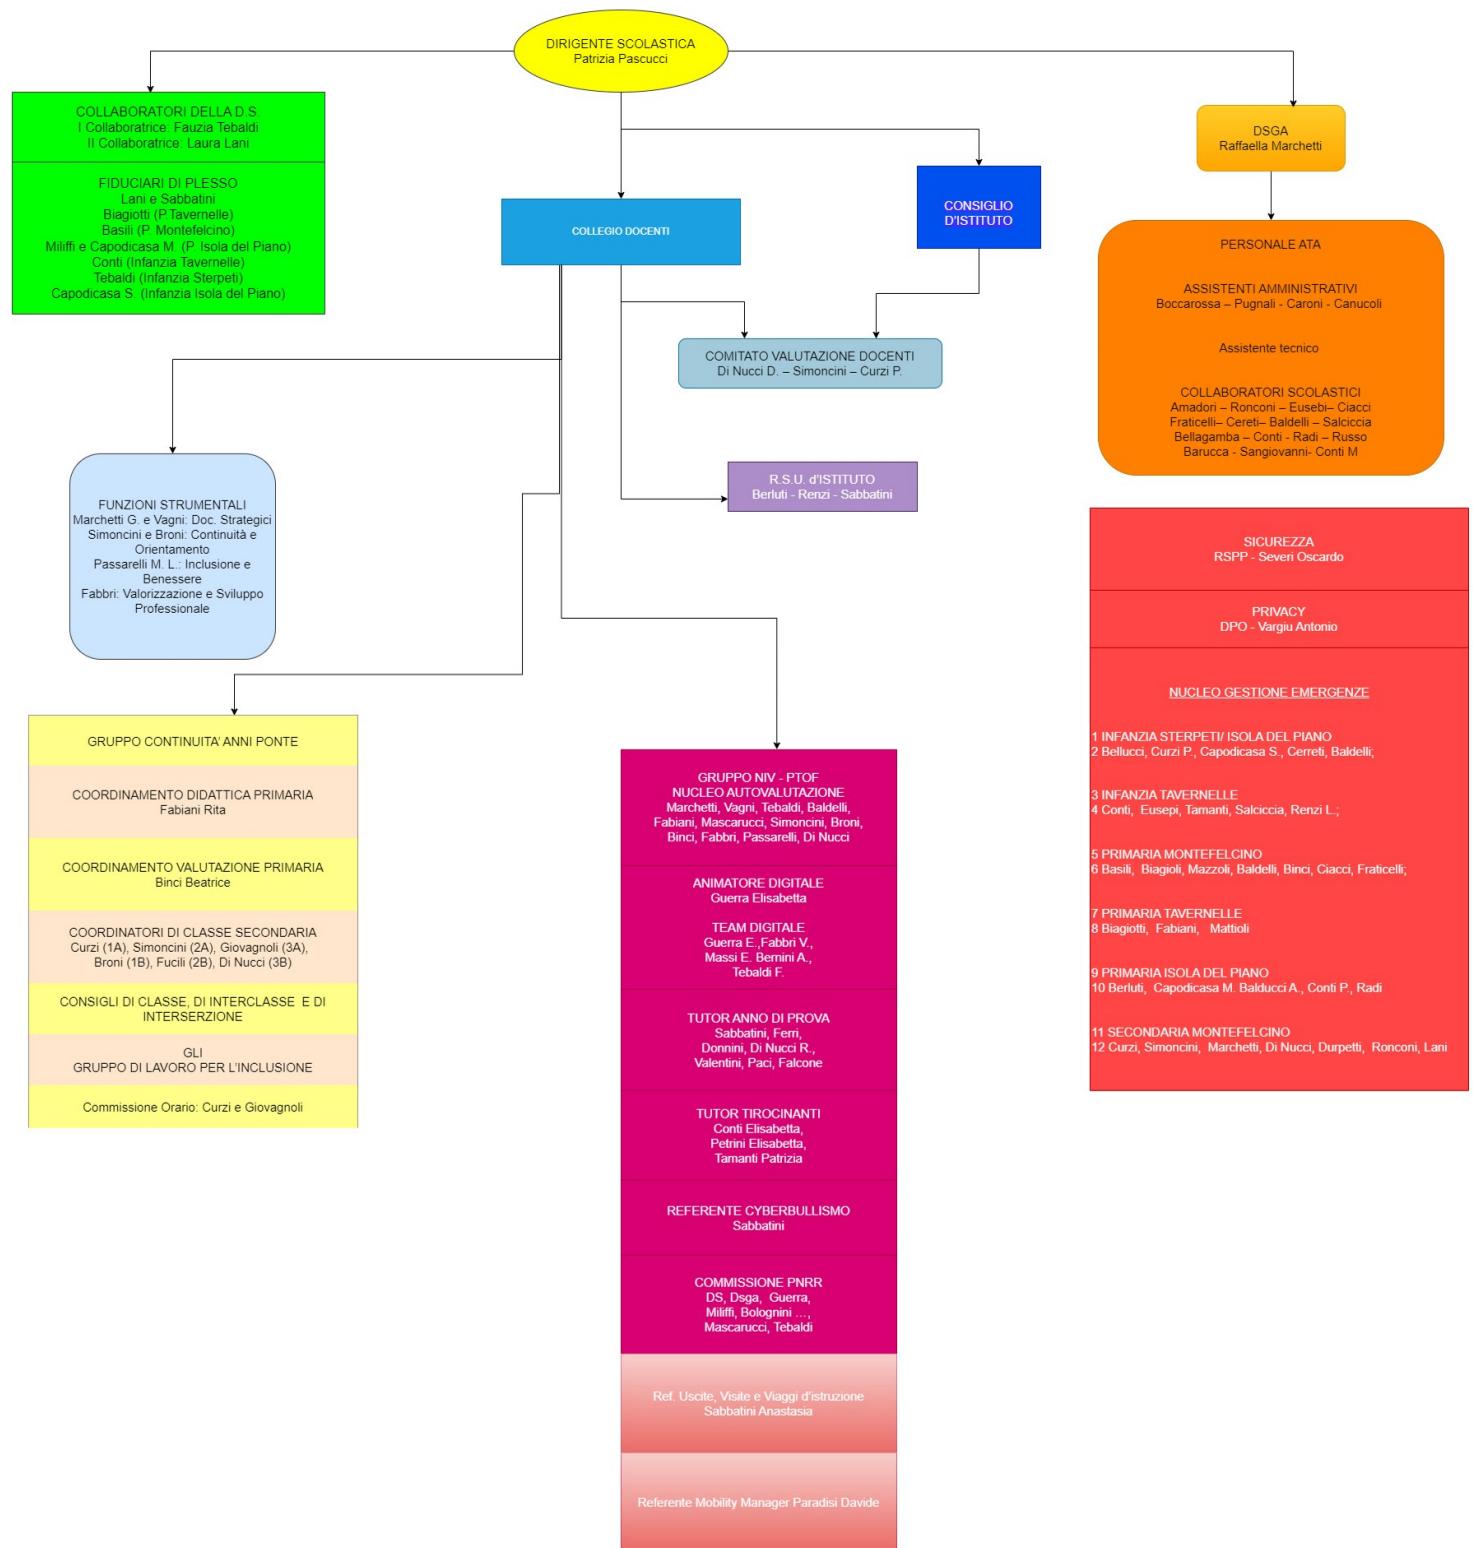 DIRIGENTE SCOLASTICA
Patrizia Pascucci
COLLABORATORI DELLA D.S.
I Collaboratrice: Fauzia Tebaldi
II Collaboratrice: Laura Lani
FIDUCIARI DI PLESSO
Lani e Sabbatini
Biagiotti (P.Tavernelle)
Basili (P. Montefelcino)
Miliffi e Capodicasa M. (P. Isola del Piano)
Conti (Infanzia Tavernelle)
Tebaldi (Infanzia Sterpeti)
Capodicasa S. (Infanzia Isola del Piano)
COLLEGIO DOCENTI
CONSIGLIO
D'ISTITUTO
DSGA
Raffaella Marchetti
PERSONALE ATA
ASSISTENTI AMMINISTRATIVI
Boccarossa – Pugnali - Caroni - Canucoli
Assistente tecnico
COLLABORATORI SCOLASTICI
Amadori – Ronconi – Eusebi– Ciacci
Fraticelli– Cereti– Baldelli – Salciccia
Bellagamba – Conti - Radi – Russo
Barucca - Sangiovanni- Conti M
COMITATO VALUTAZIONE DOCENTI
Di Nucci D. – Simoncini – Curzi P.
R.S.U. d'ISTITUTO
Berluti - Renzi - Sabbatini
FUNZIONI STRUMENTALI
Marchetti G. e Vagni: Doc. Strategici
Simoncini e Broni: Continuità e
Orientamento
Passarelli M. L.: Inclusione e
Benessere
Fabbri: Valorizzazione e Sviluppo
Professionale
GRUPPO CONTINUITA' ANNI PONTE
COORDINAMENTO DIDATTICA PRIMARIA
Fabiani Rita
COORDINAMENTO VALUTAZIONE PRIMARIA
Binci Beatrice
COORDINATORI DI CLASSE SECONDARIA
Curzi (1A), Simoncini (2A), Giovagnoli (3A),
Broni (1B), Fucili (2B), Di Nucci (3B)
CONSIGLI DI CLASSE, DI INTERCLASSE E DI
INTERSERZIONE
GLI
GRUPPO DI LAVORO PER L'INCLUSIONE
Commissione Orario: Curzi e Giovagnoli
GRUPPO NIV - PTOF
NUCLEO AUTOVALUTAZIONE
Marchetti, Vagni, Tebaldi, Baldelli,
Fabiani, Mascarucci, Simoncini, Broni,
Binci, Fabbri, Passarelli, Di Nucci
ANIMATORE DIGITALE
Guerra Elisabetta
TEAM DIGITALE
Guerra E.,Fabbri V.,
Massi E. Bernini A.,
Tebaldi F.
TUTOR ANNO DI PROVA
Sabbatini, Ferri,
Donnini, Di Nucci R.,
Valentini, Paci, Falcone
TUTOR TIROCINANTI
Conti Elisabetta,
Petrini Elisabetta,
Tamanti Patrizia
REFERENTE CYBERBULLISMO
Sabbatini
COMMISSIONE PNRR
DS, Dsga, Guerra,
Miliffi, Bolognini …,
Mascarucci, Tebaldi
Ref. Uscite, Visite e Viaggi d'istruzione
Sabbatini Anastasia
Referente Mobility Manager Paradisi Davide
SICUREZZA
RSPP - Severi Oscardo
PRIVACY
DPO - Vargiu Antonio
NUCLEO GESTIONE EMERGENZE
1 INFANZIA STERPETI/ ISOLA DEL PIANO
2 Bellucci, Curzi P., Capodicasa S., Cerreti, Baldelli;
3 INFANZIA TAVERNELLE
4 Conti, Eusepi, Tamanti, Salciccia, Renzi L.;
5 PRIMARIA MONTEFELCINO
6 Basili, Biagioli, Mazzoli, Baldelli, Binci, Ciacci, Fraticelli;
7 PRIMARIA TAVERNELLE
8 Biagiotti, Fabiani, Mattioli
9 PRIMARIA ISOLA DEL PIANO
10 Berluti, Capodicasa M. Balducci A., Conti P., Radi
11 SECONDARIA MONTEFELCINO
12 Curzi, Simoncini, Marchetti, Di Nucci, Durpetti, Ronconi, Lani